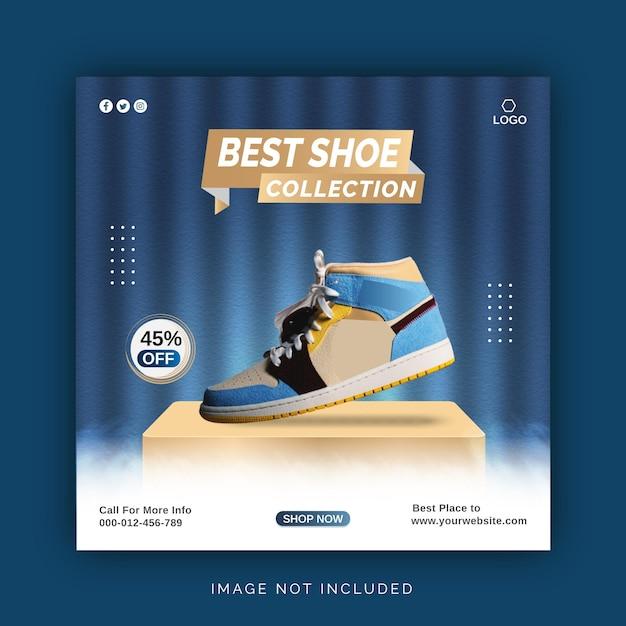 LOGO
BEST SHOE
COLLECTION
45%
OFF
Call For More Info
000-012-456-789
SHOP NOW
Best Place to
www.yourwebsite.com
IMAGE NOT INCLUDED